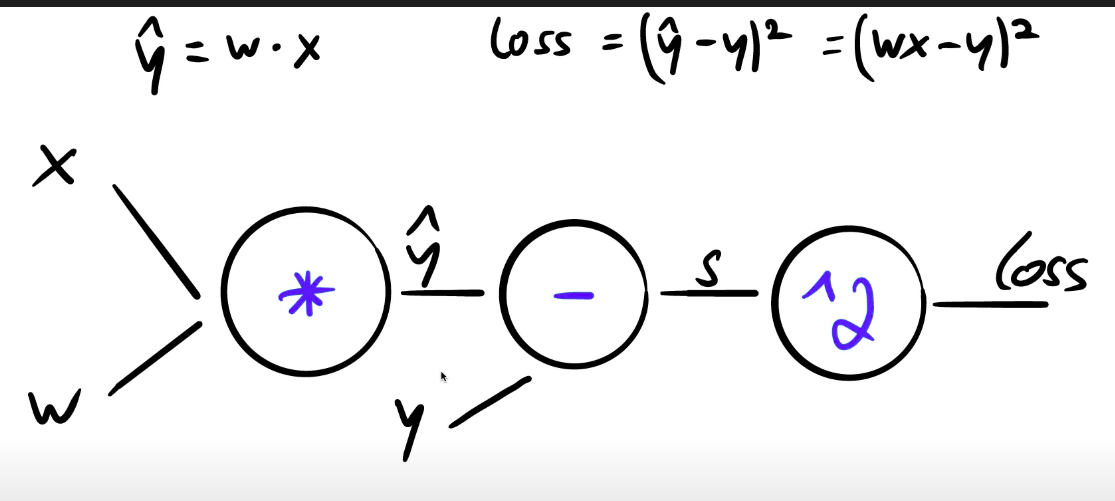 ŷ = w · x    loss = (ŷ - y)² = (wx - y)²
x
ŷ
* - s ^2 loss
w
y